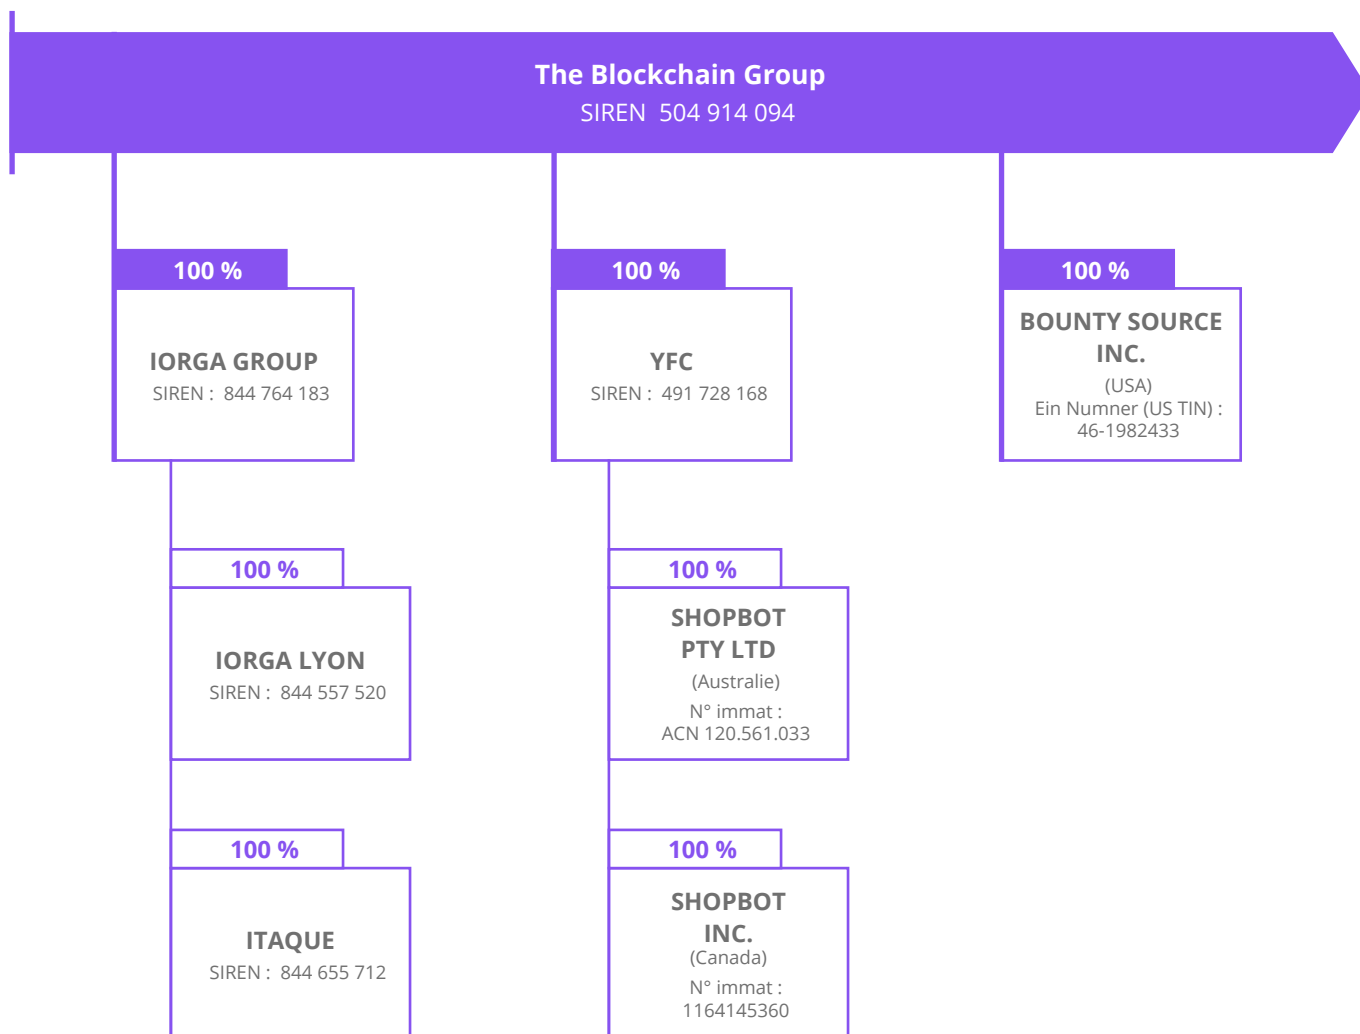 The Blockchain Group
SIREN 504 914 094
100 %
IORGA GROUP
SIREN : 844 764 183
100 %
YFC
SIREN : 491 728 168
100 %
BOUNTY SOURCE
INC.
(USA)
Ein Numner (US TIN) :
46-1982433
100 %
IORGA LYON
SIREN : 844 557 520
100 %
SHOPBOT
PTY LTD
(Australie)
N° immat :
ACN 120.561.033
100 %
ITAQUE
SIREN : 844 655 712
100 %
SHOPBOT
INC.
(Canada)
N° immat :
1164145360